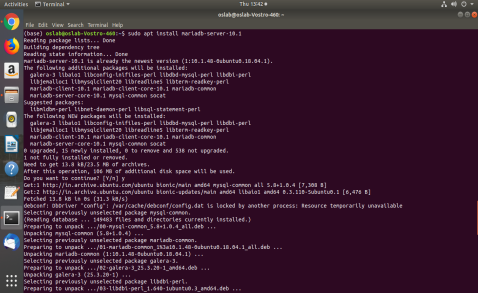 Activities Terminal Thu 13:42
oslab@oslab-Vostro-460: ~
File Edit View Search Terminal Help
(base) oslab@oslab-Vostro-460:~$ sudo apt install mariadb-server-10.1
Reading package lists... Done
Building dependency tree
Reading state information... Done
mariadb-server-10.1 is already the newest version (1:10.1.48-0ubuntu0.18.04.1).
The following additional packages will be installed:
galera-3 libaio1 libconfig-inifiles-perl libdbd-mysql-perl libdbi-perl
libjemalloc1 libmysqlclient20 libreadline5 libterm-readkey-perl
mariadb-client-10.1 mariadb-client-core-10.1 mariadb-common
mariadb-server-core-10.1 mysql-common socat
Suggested packages:
libmldbm-perl libnet-daemon-perl libsql-statement-perl
The following NEW packages will be installed:
galera-3 libaio1 libconfig-inifiles-perl libdbd-mysql-perl libdbi-perl
libjemalloc1 libmysqlclient20 libreadline5 libterm-readkey-perl
mariadb-client-10.1 mariadb-client-core-10.1 mariadb-common
mariadb-server-core-10.1 mysql-common socat
0 upgraded, 15 newly installed, 0 to remove and 538 not upgraded.
1 not fully installed or removed.
Need to get 13.8 kB/23.5 MB of archives.
After this operation, 186 MB of additional disk space will be used.
Do you want to continue? [Y/n] y
Get:1 http://in.archive.ubuntu.com/ubuntu bionic/main amd64 mysql-common all 5.8+1.0.4 [7,308 B]
Get:2 http://in.archive.ubuntu.com/ubuntu bionic-updates/main amd64 libaio1 amd64 0.3.110-5ubuntu0.1 [6,476 B]
Fetched 13.8 kB in 0s (31.3 kB/s)
debconf: DbDriver "config": /var/cache/debconf/config.dat is locked by another process: Resource temporarily unavailable
Selecting previously unselected package mysql-common.
(Reading database ... 149483 files and directories currently installed.)
Preparing to unpack .../00-mysql-common_5.8+1.0.4_all.deb ...
Unpacking mysql-common (5.8+1.0.4) ...
Selecting previously unselected package mariadb-common.
Preparing to unpack .../01-mariadb-common_1%3a10.1.48-0ubuntu0.18.04.1_all.deb ...
Unpacking mariadb-common (1:10.1.48-0ubuntu0.18.04.1) ...
Selecting previously unselected package galera-3.
Preparing to unpack .../02-galera-3_25.3.20-1_amd64.deb ...
Unpacking galera-3 (25.3.20-1) ...
Selecting previously unselected package libdbi-perl.
Preparing to unpack .../03-libdbi-perl_1.640-1ubuntu0.3_amd64.deb ...